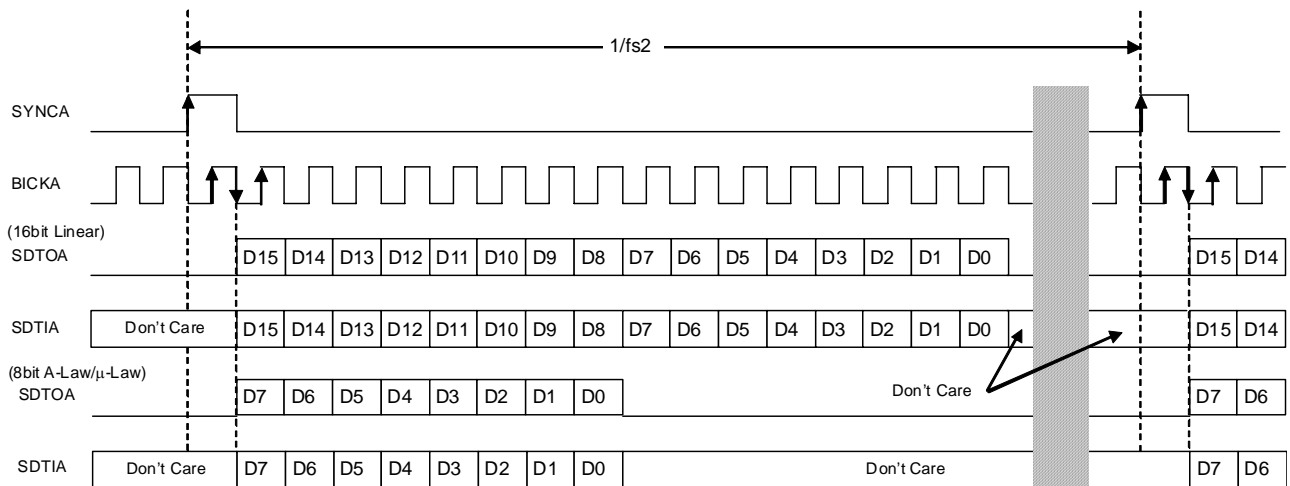 1/fs2
SYNCA
BICKA
(16bit Linear)
SDTOA D15 D14 D13 D12 D11 D10 D9 D8 D7 D6 D5 D4 D3 D2 D1 D0 D15 D14
SDTIA Don't Care D15 D14 D13 D12 D11 D10 D9 D8 D7 D6 D5 D4 D3 D2 D1 D0 D15 D14
(8bit A-Law/μ-Law)
SDTOA D7 D6 D5 D4 D3 D2 D1 D0 Don't Care D7 D6
SDTIA Don't Care D7 D6 D5 D4 D3 D2 D1 D0 Don't Care D7 D6